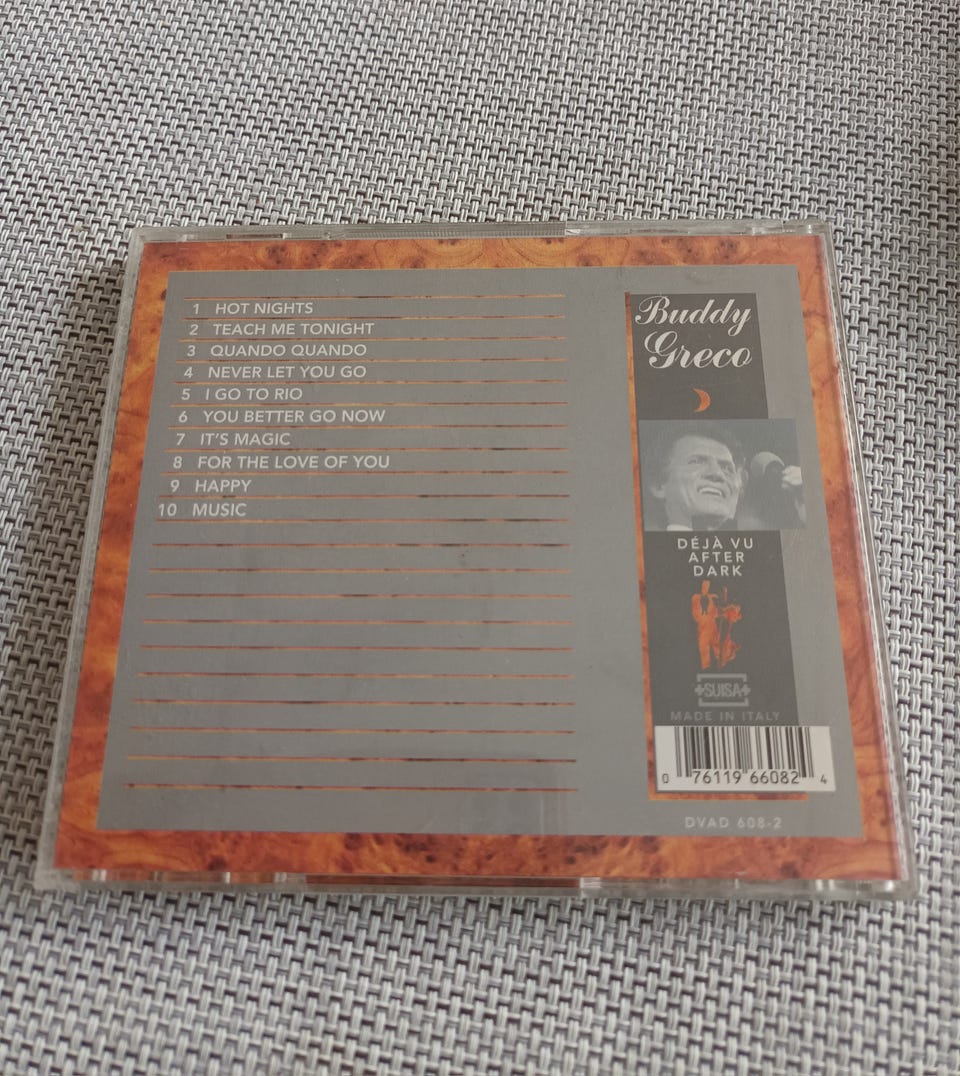 1 HOT NIGHTS
2 TEACH ME TONIGHT
3 QUANDO QUANDO
4 NEVER LET YOU GO
5 I GO TO RIO
6 YOU BETTER GO NOW
7 IT'S MAGIC
8 FOR THE LOVE OF YOU
9 HAPPY
10 MUSIC
Buddy
Greco
DÉJÀ VU
AFTER
DARK
SUISA
MADE IN ITALY
0 76119 66082 4
DVAD 608-2